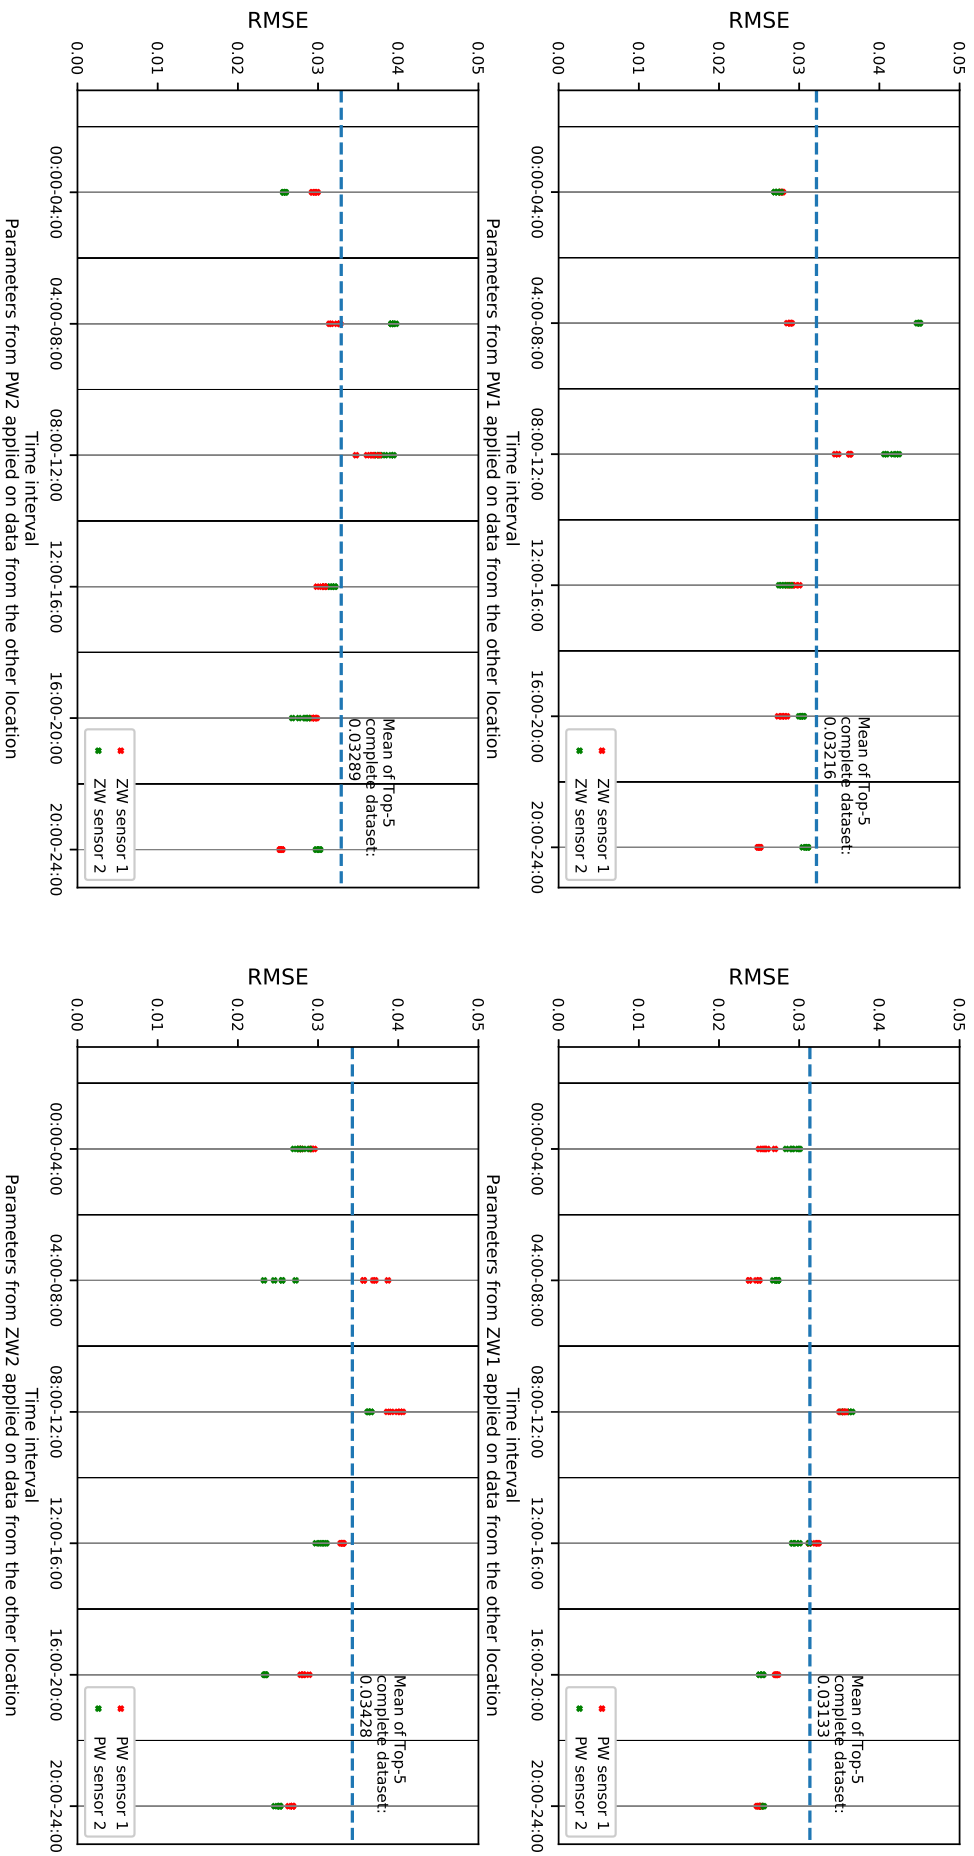 RMSE
0.05
0.04
0.03
0.02
0.01
0.00
Mean of Top-5
complete dataset:
0.03216
ZW sensor 1
ZW sensor 2
00:00-04:00
04:00-08:00
08:00-12:00
12:00-16:00
16:00-20:00
20:00-24:00
Time interval
Parameters from PW1 applied on data from the other location
RMSE
0.05
0.04
0.03
0.02
0.01
0.00
Mean of Top-5
complete dataset:
0.03133
PW sensor 1
PW sensor 2
00:00-04:00
04:00-08:00
08:00-12:00
12:00-16:00
16:00-20:00
20:00-24:00
Time interval
Parameters from ZW1 applied on data from the other location
RMSE
0.05
0.04
0.03
0.02
0.01
0.00
Mean of Top-5
complete dataset:
0.03289
ZW sensor 1
ZW sensor 2
00:00-04:00
04:00-08:00
08:00-12:00
12:00-16:00
16:00-20:00
20:00-24:00
Time interval
Parameters from PW2 applied on data from the other location
RMSE
0.05
0.04
0.03
0.02
0.01
0.00
Mean of Top-5
complete dataset:
0.03428
PW sensor 1
PW sensor 2
00:00-04:00
04:00-08:00
08:00-12:00
12:00-16:00
16:00-20:00
20:00-24:00
Time interval
Parameters from ZW2 applied on data from the other location